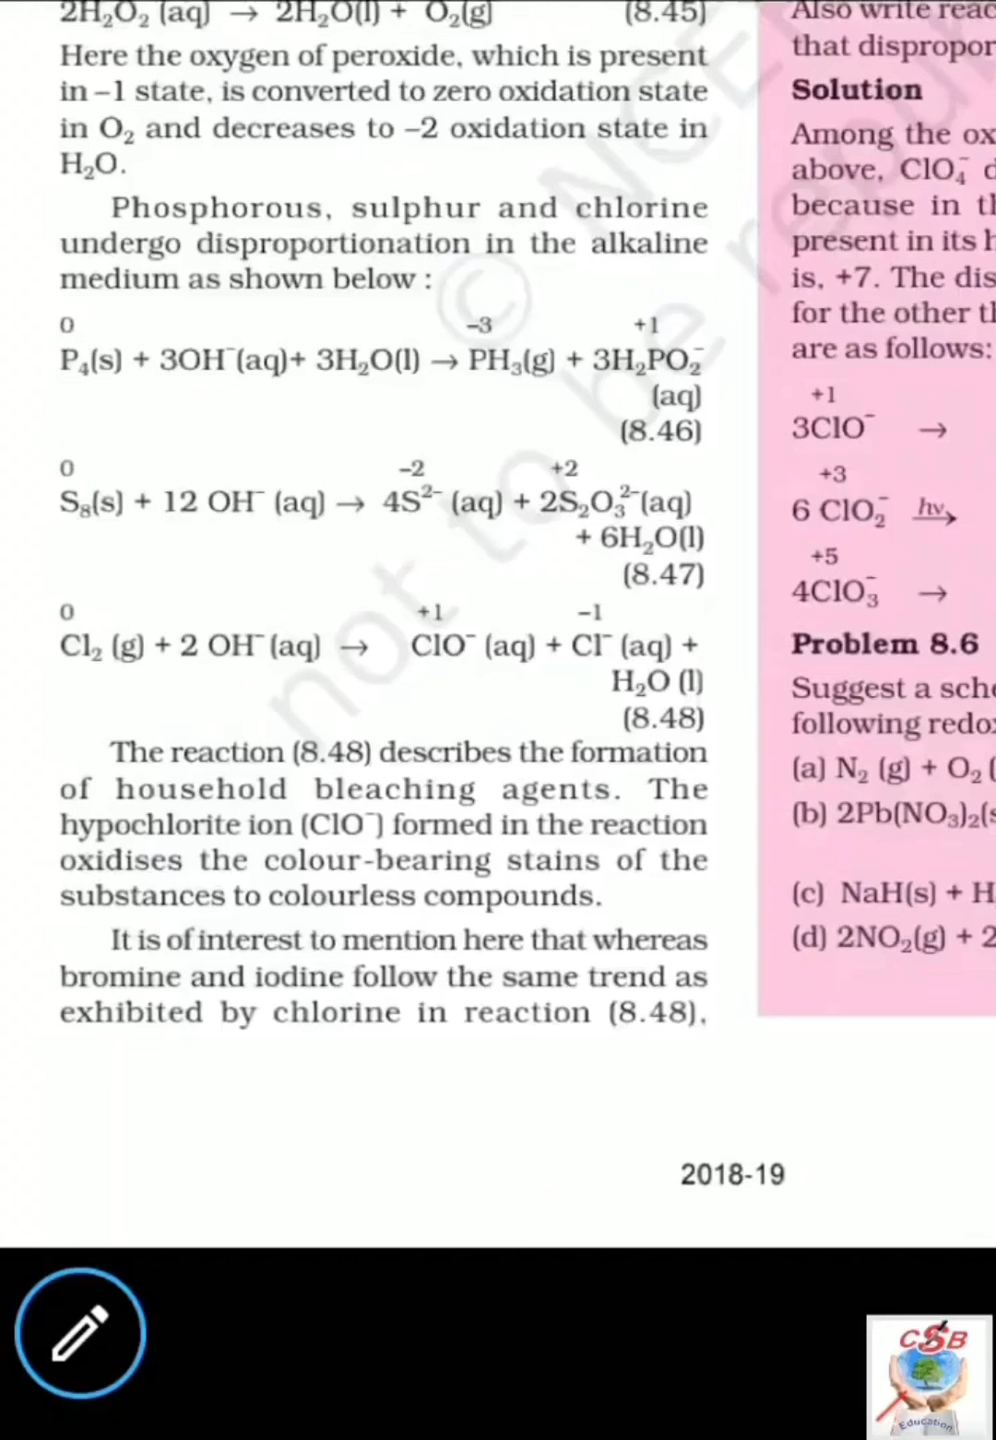 2H₂O₂ (aq) → 2H₂O(l) + O₂(g) (8.45)
Here the oxygen of peroxide, which is present
in –1 state, is converted to zero oxidation state
in O₂ and decreases to –2 oxidation state in
H₂O.
Phosphorous, sulphur and chlorine
undergo disproportionation in the alkaline
medium as shown below :
0 –3 +1
P₄(s) + 3OH⁻(aq)+ 3H₂O(l) → PH₃(g) + 3H₂PO₂⁻
(aq)
(8.46)
0 –2 +2
S₈(s) + 12 OH⁻ (aq) → 4S²⁻ (aq) + 2S₂O₃²⁻(aq)
+ 6H₂O(l)
(8.47)
0 +1 –1
Cl₂ (g) + 2 OH⁻ (aq) → ClO⁻ (aq) + Cl⁻ (aq) +
H₂O (l)
(8.48)
The reaction (8.48) describes the formation
of household bleaching agents. The
hypochlorite ion (ClO⁻) formed in the reaction
oxidises the colour-bearing stains of the
substances to colourless compounds.
It is of interest to mention here that whereas
bromine and iodine follow the same trend as
exhibited by chlorine in reaction (8.48),
Also write reac
that dispropor
Solution
Among the ox
above, ClO₄⁻ d
because in th
present in its h
is, +7. The dis
for the other th
are as follows:
+1
3ClO⁻ →
+3
6 ClO₂⁻ hν→
+5
4ClO₃⁻ →
Problem 8.6
Suggest a sche
following redox
(a) N₂ (g) + O₂ (
(b) 2Pb(NO₃)₂(s
(c) NaH(s) + H
(d) 2NO₂(g) + 2
2018-19
© NCE
not to be repu
CSB
Education